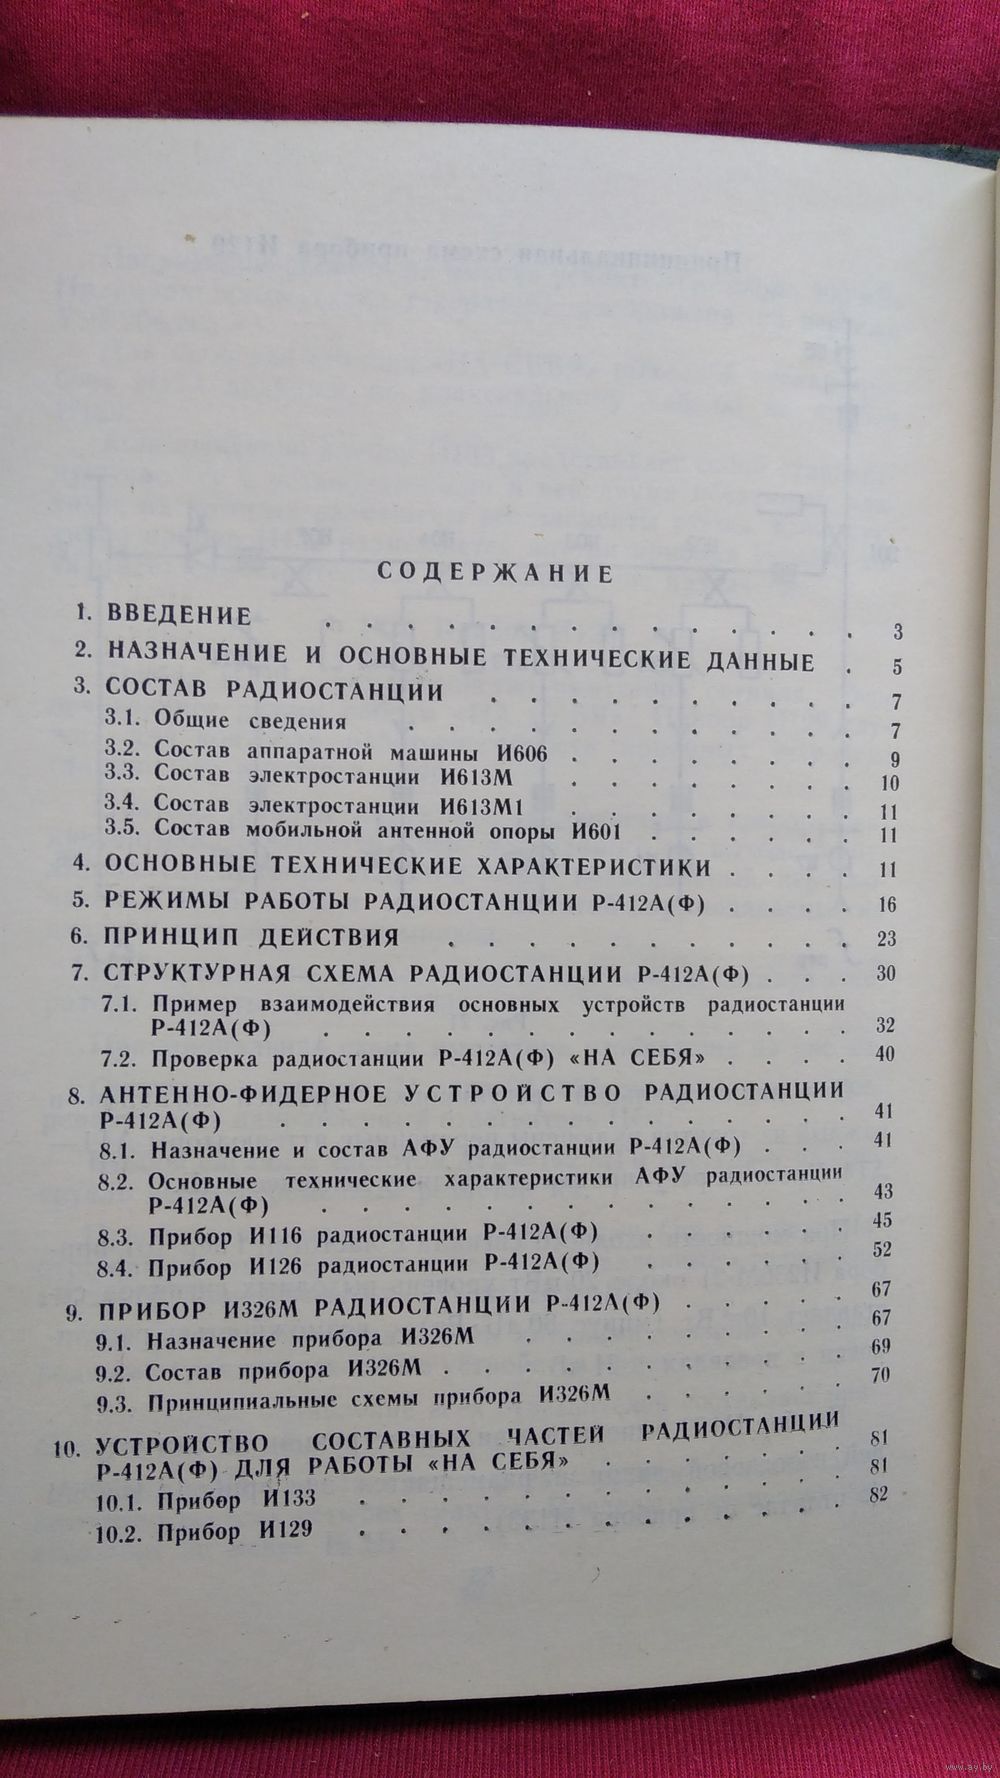 СОДЕРЖАНИЕ
1. ВВЕДЕНИЕ . . . . . . . . . . . . . . 3
2. НАЗНАЧЕНИЕ И ОСНОВНЫЕ ТЕХНИЧЕСКИЕ ДАННЫЕ . 5
3. СОСТАВ РАДИОСТАНЦИИ . . . . . . . . . . 7
3.1. Общие сведения . . . . . . . . . . . . 7
3.2. Состав аппаратной машины И606 . . . . . . . . 9
3.3. Состав электростанции И613М . . . . . . . . 10
3.4. Состав электростанции И613М1 . . . . . . . . 11
3.5. Состав мобильной антенной опоры И601 . . . . . . 11
4. ОСНОВНЫЕ ТЕХНИЧЕСКИЕ ХАРАКТЕРИСТИКИ . . . . 11
5. РЕЖИМЫ РАБОТЫ РАДИОСТАНЦИИ Р-412А(Ф) . . . . 16
6. ПРИНЦИП ДЕЙСТВИЯ . . . . . . . . . . . 23
7. СТРУКТУРНАЯ СХЕМА РАДИОСТАНЦИИ Р-412А(Ф) . . . 30
7.1. Пример взаимодействия основных устройств радиостанции
Р-412А(Ф) . . . . . . . . . . . . . . 32
7.2. Проверка радиостанции Р-412А(Ф) «НА СЕБЯ» . . . . 40
8. АНТЕННО-ФИДЕРНОЕ УСТРОЙСТВО РАДИОСТАНЦИИ
Р-412А(Ф) . . . . . . . . . . . . . . . 41
8.1. Назначение и состав АФУ радиостанции Р-412А(Ф) . . . 41
8.2. Основные технические характеристики АФУ радиостанции
Р-412А(Ф) . . . . . . . . . . . . . . 43
8.3. Прибор И116 радиостанции Р-412А(Ф) . . . . . . 45
8.4. Прибор И126 радиостанции Р-412А(Ф) . . . . . . 52
9. ПРИБОР И326М РАДИОСТАНЦИИ Р-412А(Ф) . . . . . 67
9.1. Назначение прибора И326М . . . . . . . . . 67
9.2. Состав прибора И326М . . . . . . . . . . . 69
9.3. Принципиальные схемы прибора И326М . . . . . . 70
10. УСТРОЙСТВО СОСТАВНЫХ ЧАСТЕЙ РАДИОСТАНЦИИ
Р-412А(Ф) ДЛЯ РАБОТЫ «НА СЕБЯ» . . . . . . . 81
10.1. Прибор И133 . . . . . . . . . . . . . 81
10.2. Прибор И129 . . . . . . . . . . . . . 82
www.ay.by